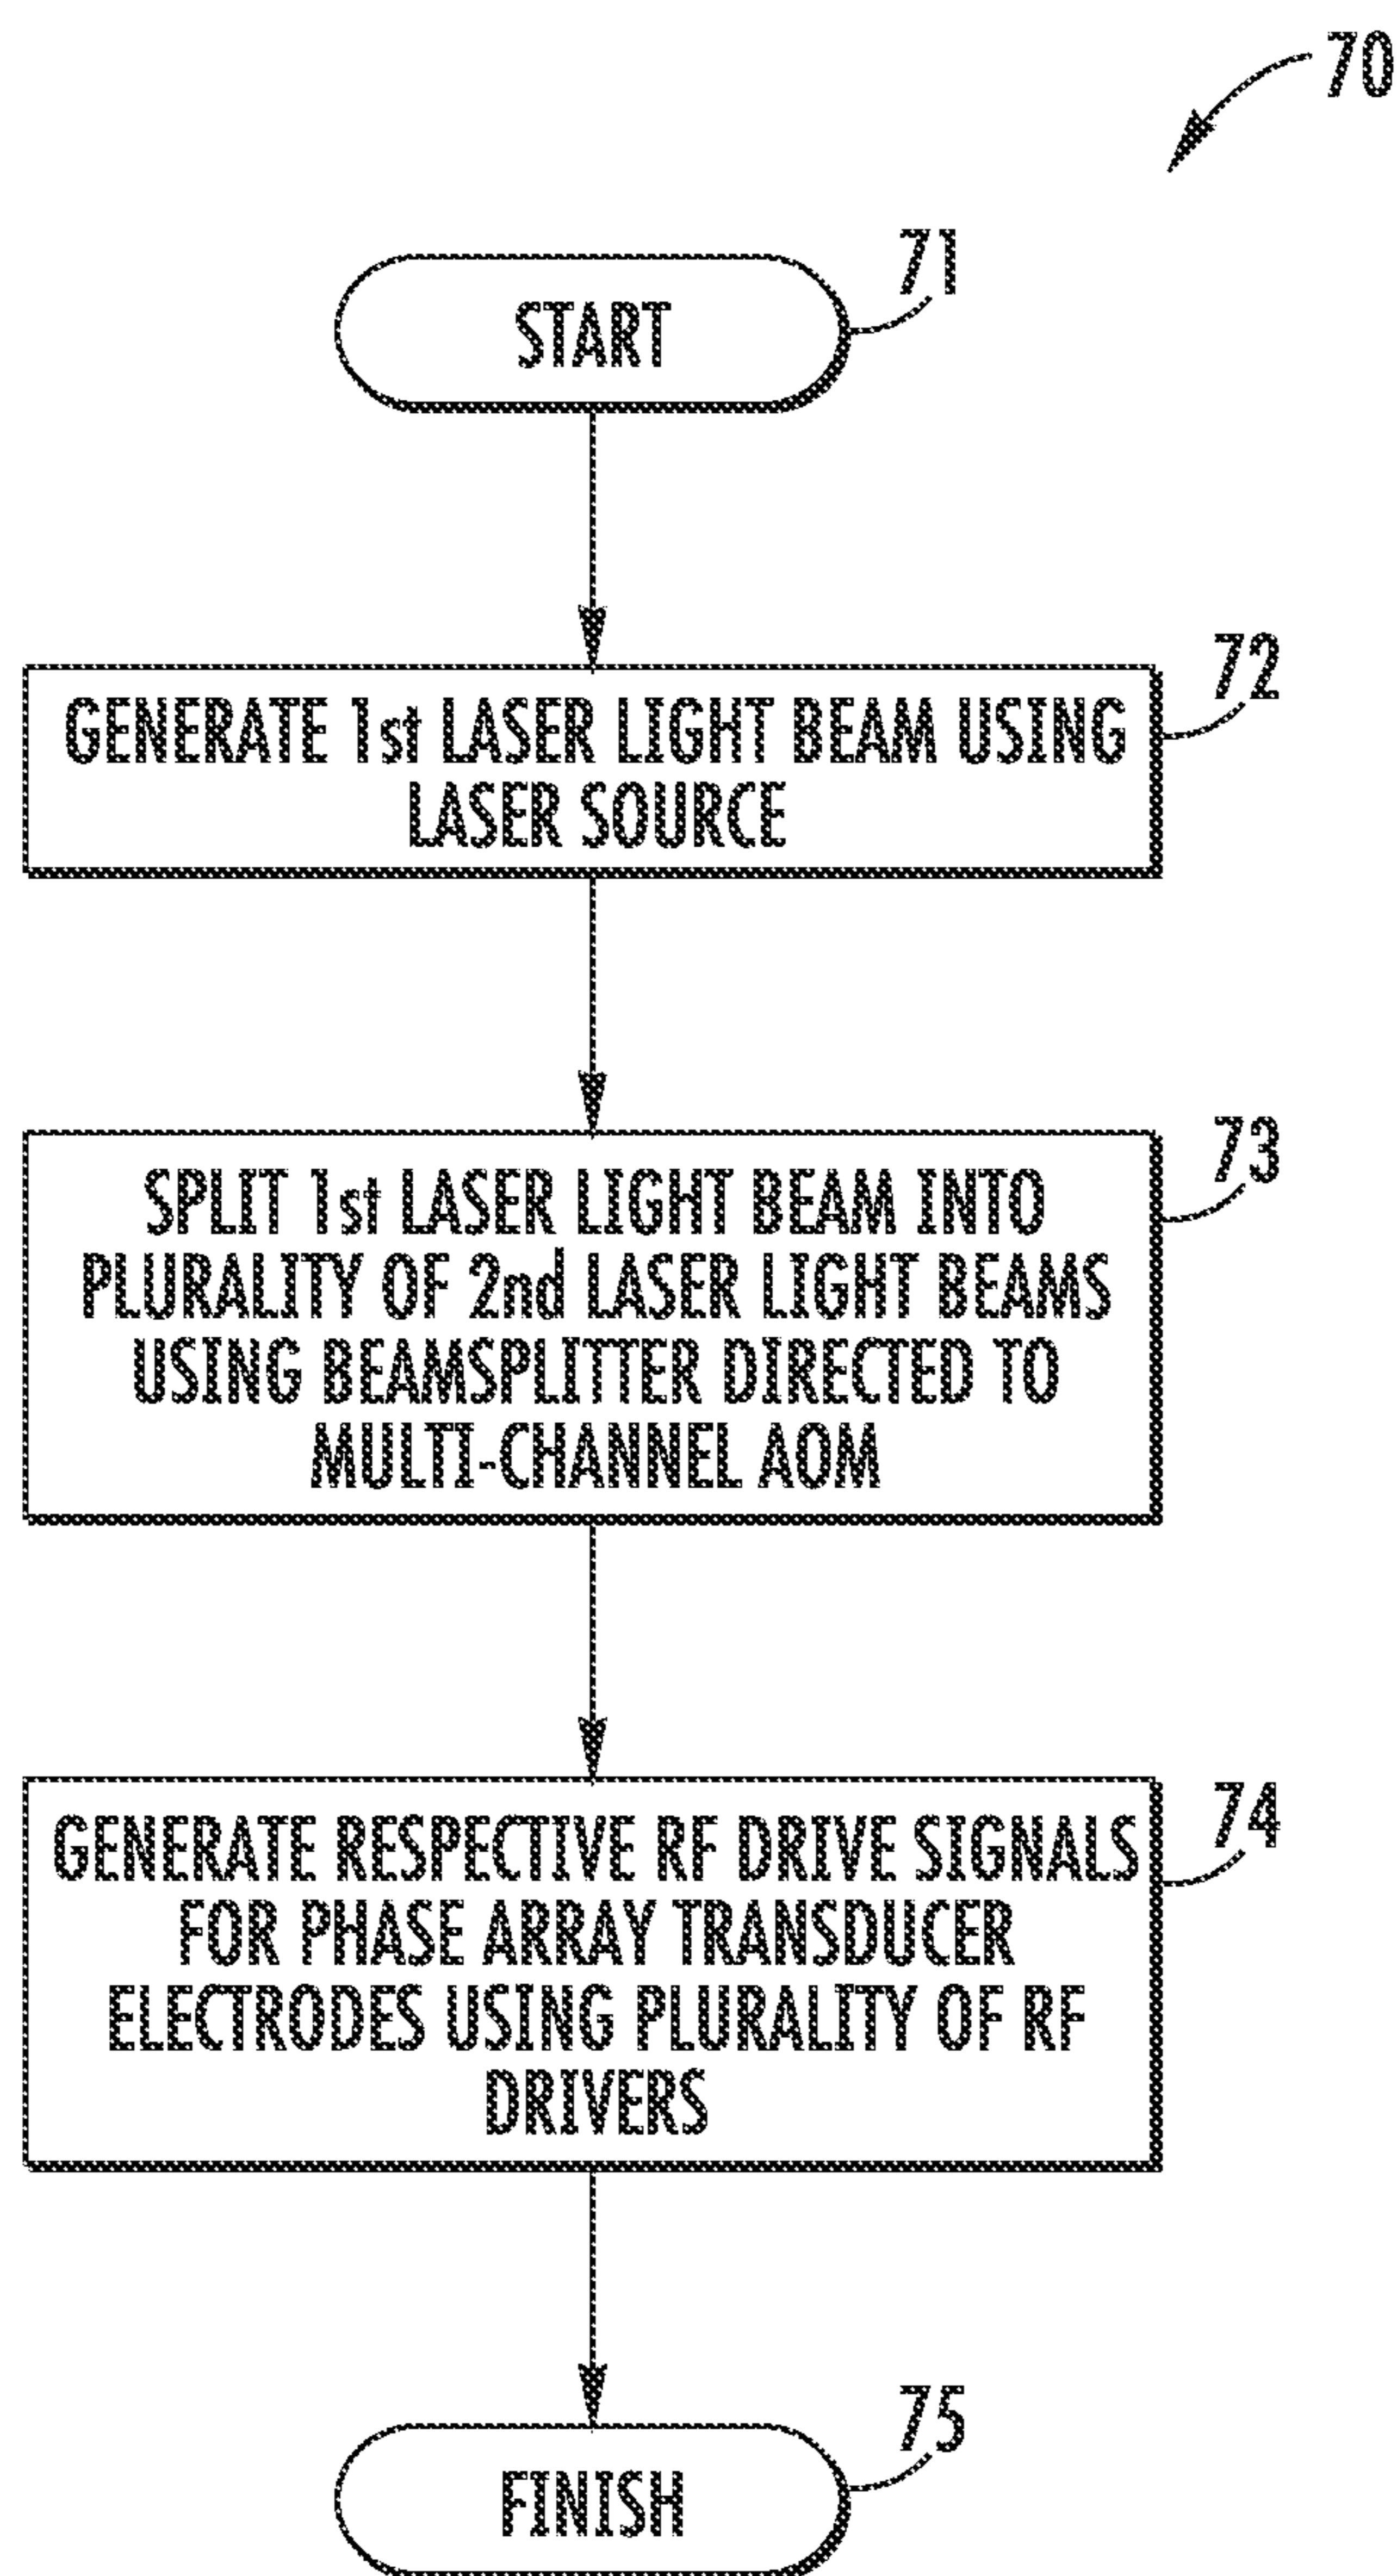 70
71
START
72
GENERATE 1st LASER LIGHT BEAM USING
LASER SOURCE
73
SPLIT 1st LASER LIGHT BEAM INTO
PLURALITY OF 2nd LASER LIGHT BEAMS
USING BEAMSPLITTER DIRECTED TO
MULTI-CHANNEL AOM
74
GENERATE RESPECTIVE RF DRIVE SIGNALS
FOR PHASE ARRAY TRANSDUCER
ELECTRODES USING PLURALITY OF RF
DRIVERS
75
FINISH